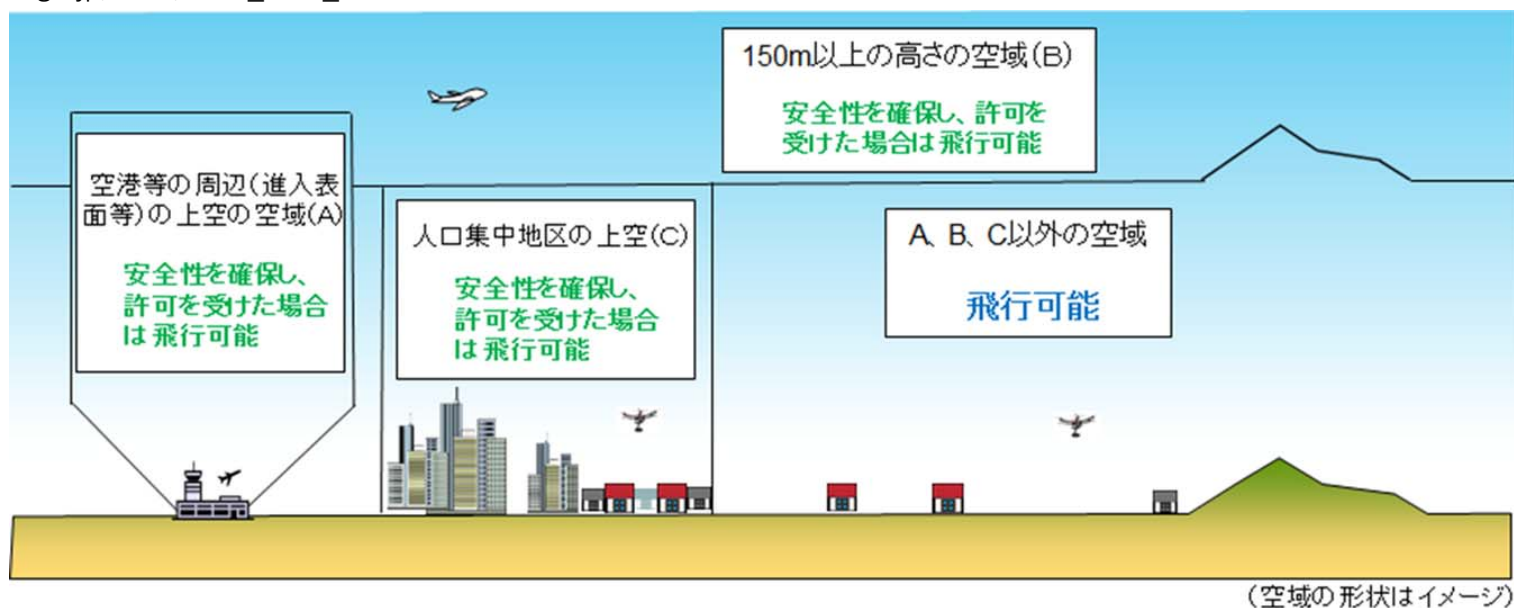 150m以上の高さの空域(B)
安全性を確保し、許可を
受けた場合は飛行可能
空港等の周辺(進入表
面等)の上空の空域(A)
安全性を確保し、
許可を受けた場合
は飛行可能
人口集中地区の上空(C)
安全性を確保し、
許可を受けた場合
は飛行可能
A、B、C以外の空域
飛行可能
(空域の形状はイメージ)